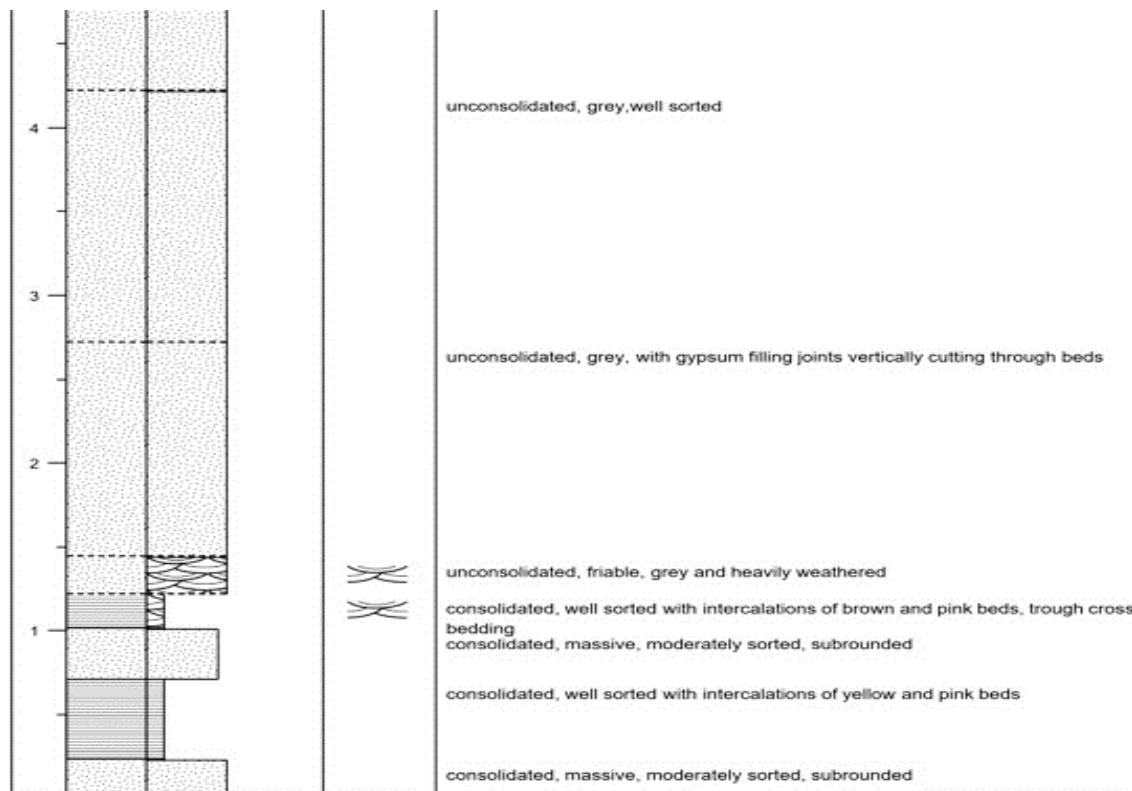 unconsolidated, grey,well sorted
4
3
unconsolidated, grey, with gypsum filling joints vertically cutting through beds
2
unconsolidated, friable, grey and heavily weathered
consolidated, well sorted with intercalations of brown and pink beds, trough cross
bedding
1
consolidated, massive, moderately sorted, subrounded
consolidated, well sorted with intercalations of yellow and pink beds
consolidated, massive, moderately sorted, subrounded